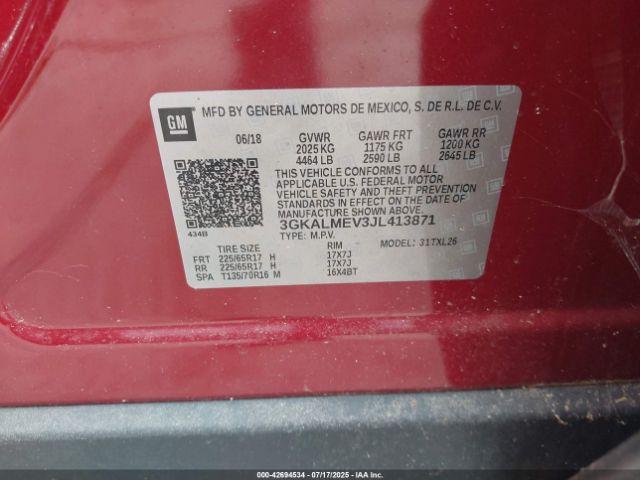 GM
MFD BY GENERAL MOTORS DE MEXICO, S. DE R.L. DE C.V.
06/18 GVWR GAWR FRT GAWR RR
2025 KG 1175 KG 1200 KG
4464 LB 2590 LB 2645 LB
THIS VEHICLE CONFORMS TO ALL
APPLICABLE U.S. FEDERAL MOTOR
VEHICLE SAFETY AND THEFT PREVENTION
STANDARDS IN EFFECT ON THE DATE OF
MANUFACTURE SHOWN ABOVE.
3GKALMEV3JL413871
434B
TYPE: M.P.V. MODEL: 31TXL26
TIRE SIZE RIM
FRT 225/65R17 H 17X7J
RR 225/65R17 H 17X7J
SPA T135/70R16 M 16X4BT
000-42694534 | 07/17/2025 | IAA Inc.